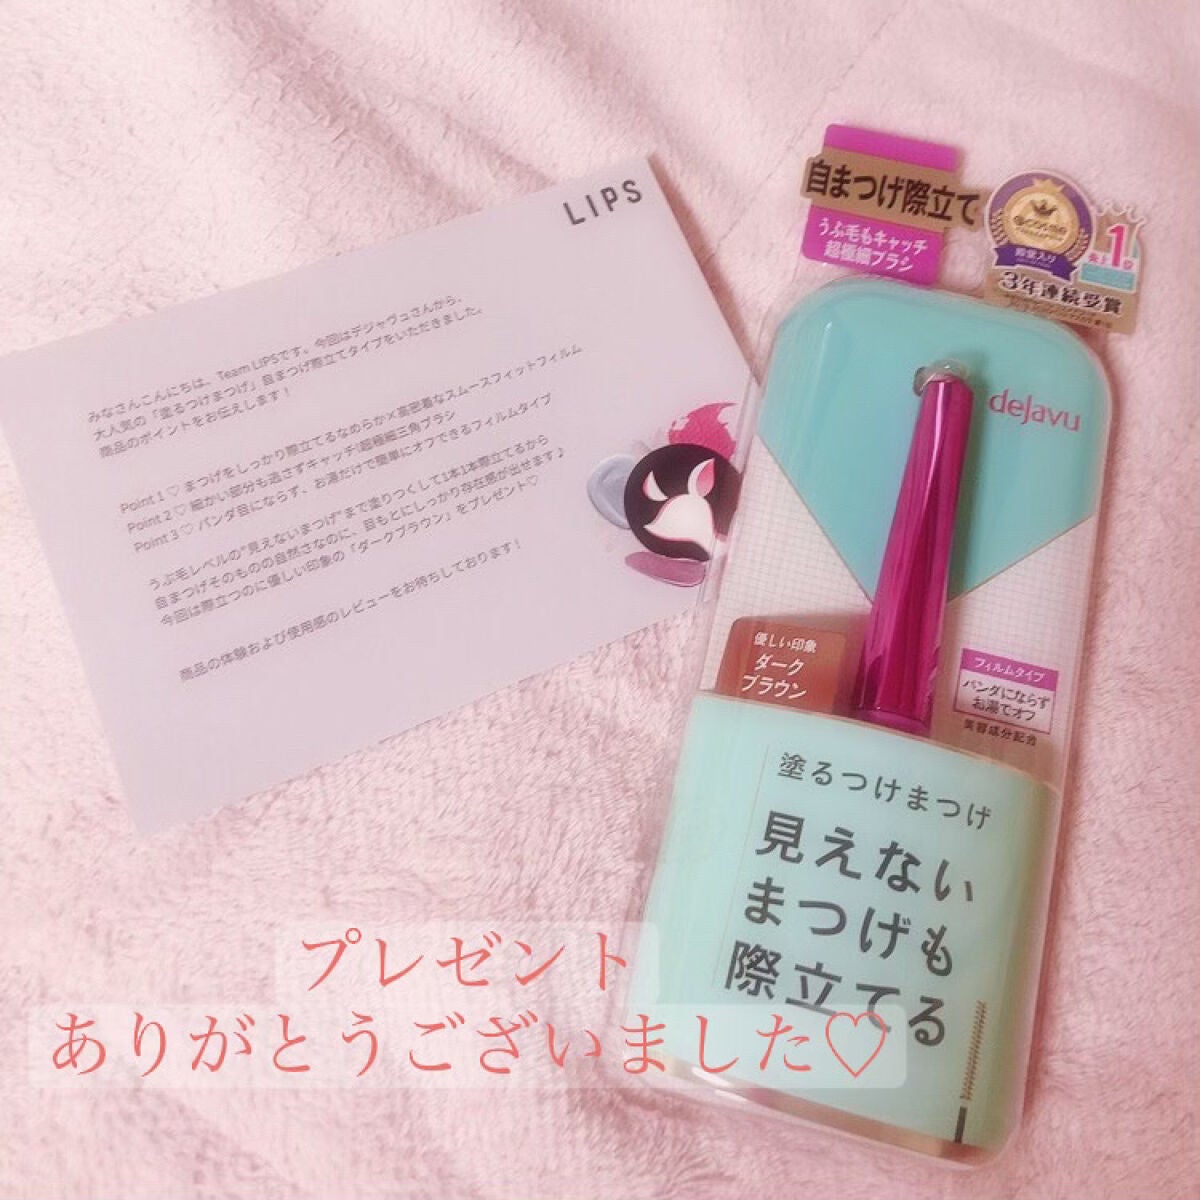 LIPS
みなさんこんにちは、Team LIPSです。今回はデジャヴュさんから、
大人気の「塗るつけまつげ」自まつげ際立てタイプをいただきました。
商品のポイントをお伝えします！
Point 1 ♡ まつげをしっかり際立てるなめらか×高密着なスムースフィットフィルム
Point 2 ♡ 細かい部分も逃さずキャッチ!超極細三角ブラシ
Point 3 ♡ パンダ目にならず、お湯だけで簡単にオフできるフィルムタイプ
うぶ毛レベルの"見えないまつげ"まで塗りつくして1本1本際立てるから
自まつげそのものの自然さなのに、目もとにしっかり存在感が出せます♪
今回は際立つのに優しい印象の「ダークブラウン」をプレゼント♡
商品の体験および使用感のレビューをお待ちしております！
自まつげ際立て
うぶ毛もキャッチ
超極細ブラシ
殿堂入り
1
3年連続受賞
dejavu
優しい印象
ダーク
ブラウン
フィルムタイプ
パンダにならず
お湯でオフ
美容成分配合
塗るつけまつげ
見えない
まつげも
際立てる
プレゼント
ありがとうございました♡